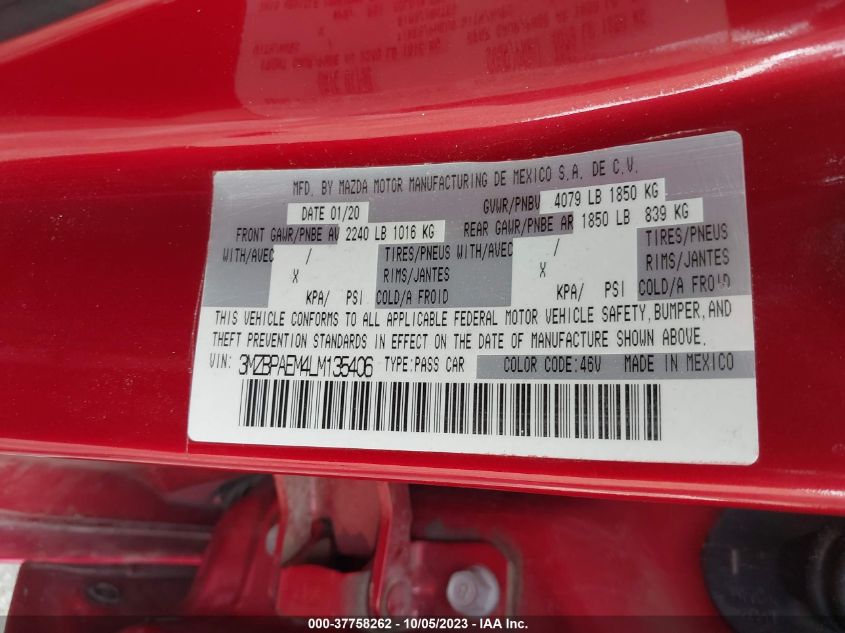 MFD. BY MAZDA MOTOR MANUFACTURING DE MEXICO S.A. DE C.V.
DATE 01/20 GVWR/PNBV 4079 LB 1850 KG
FRONT GAWR/PNBE AV 2240 LB 1016 KG REAR GAWR/PNBE AR 1850 LB 839 KG
WITH/AVEC / TIRES/PNEUS WITH/AVEC / TIRES/PNEUS
X RIMS/JANTES X RIMS/JANTES
KPA/ PSI COLD/A FROID KPA/ PSI COLD/A FROID
THIS VEHICLE CONFORMS TO ALL APPLICABLE FEDERAL MOTOR VEHICLE SAFETY, BUMPER, AND
THEFT PREVENTION STANDARDS IN EFFECT ON THE DATE OF MANUFACTURE SHOWN ABOVE.
VIN: 3MZBPAEM4LM135406 TYPE: PASS CAR COLOR CODE: 46V MADE IN MEXICO
000-37758262 - 10/05/2023 - IAA Inc.